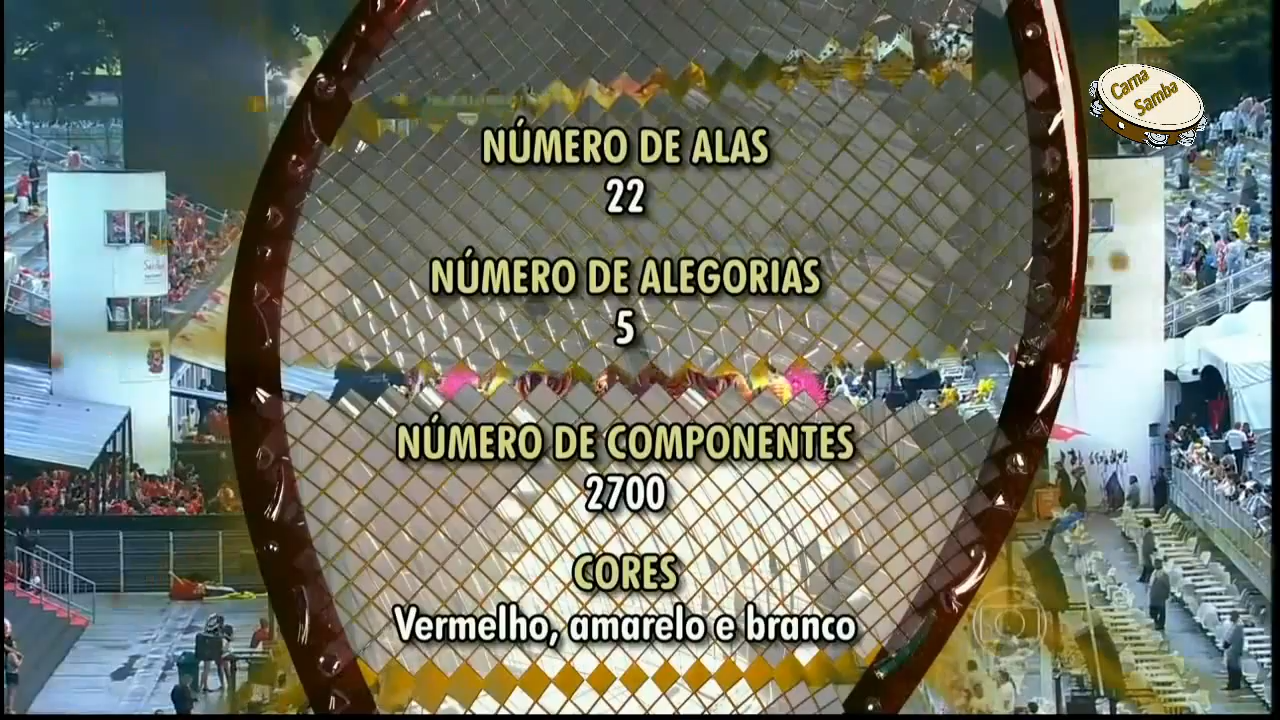 Carna
Samba
NÚMERO DE ALAS
22
NÚMERO DE ALEGORIAS
5
NÚMERO DE COMPONENTES
2700
CORES
Vermelho, amarelo e branco